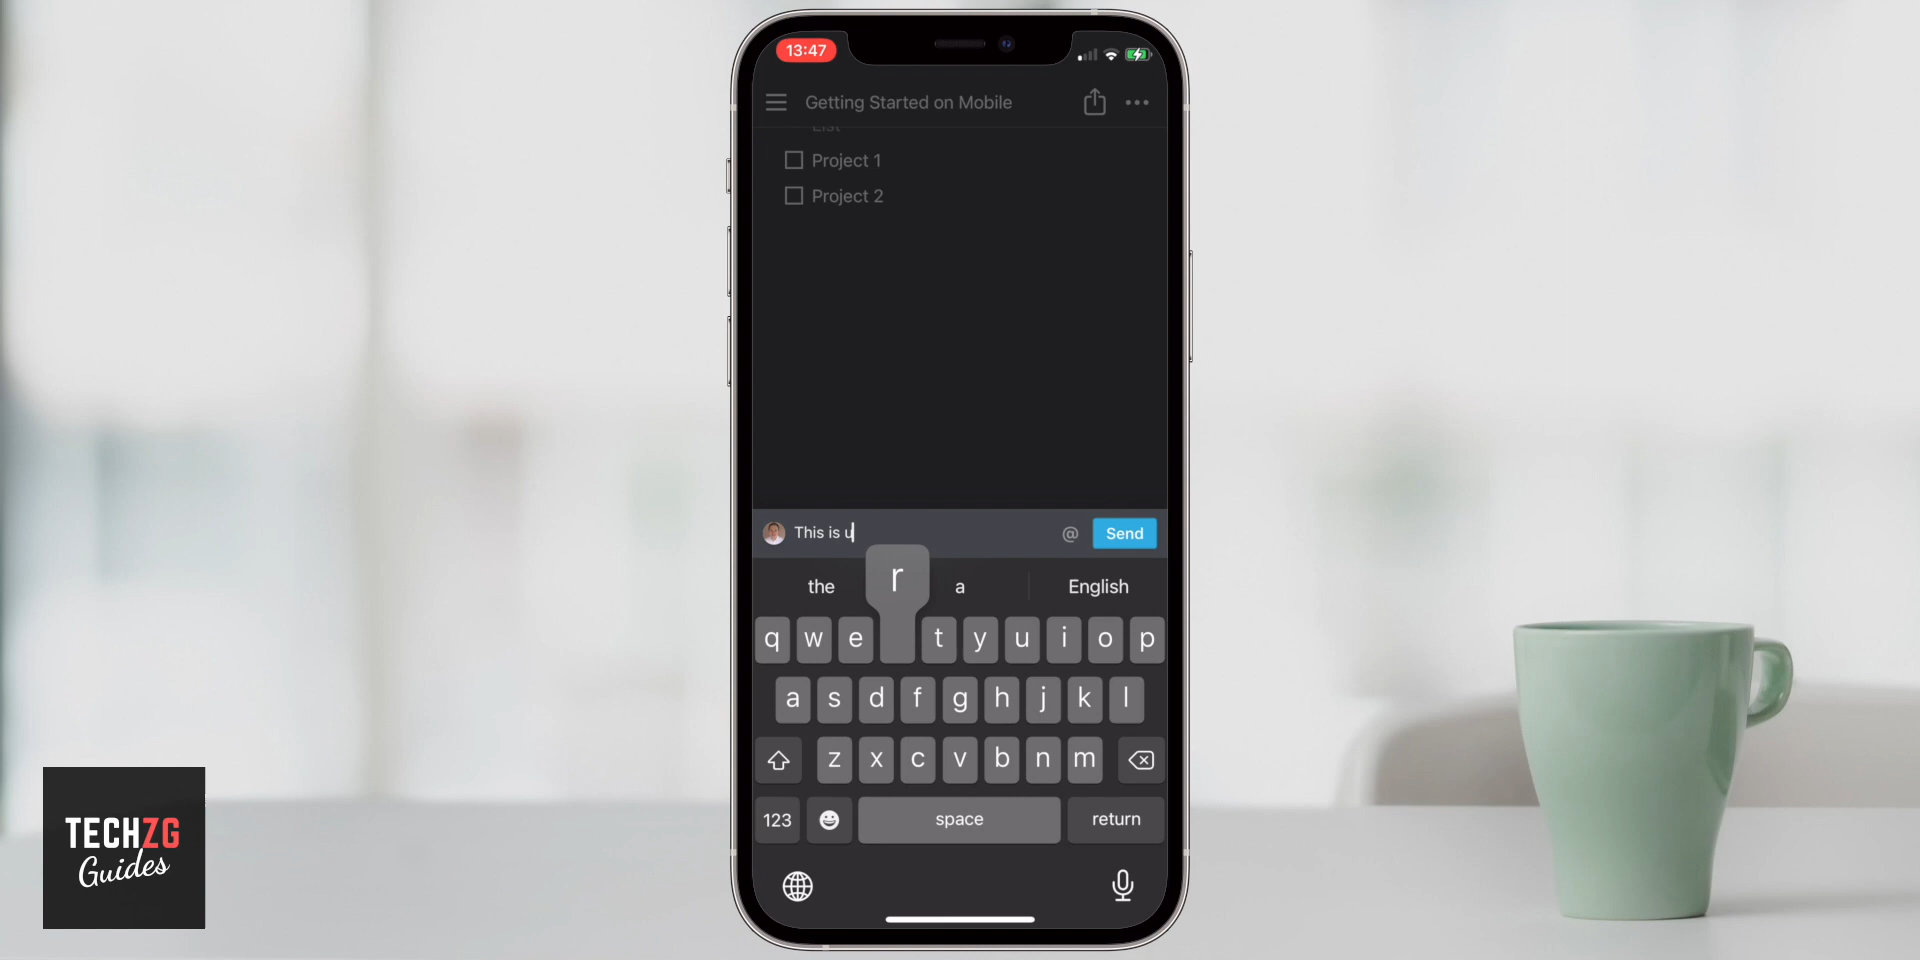 13:47
Getting Started on Mobile
List
Project 1
Project 2
This is u
@
Send
r
the
a
English
q w e t y u i o p
a s d f g h j k l
z x c v b n m
123
space
return
TECHZG
Guides